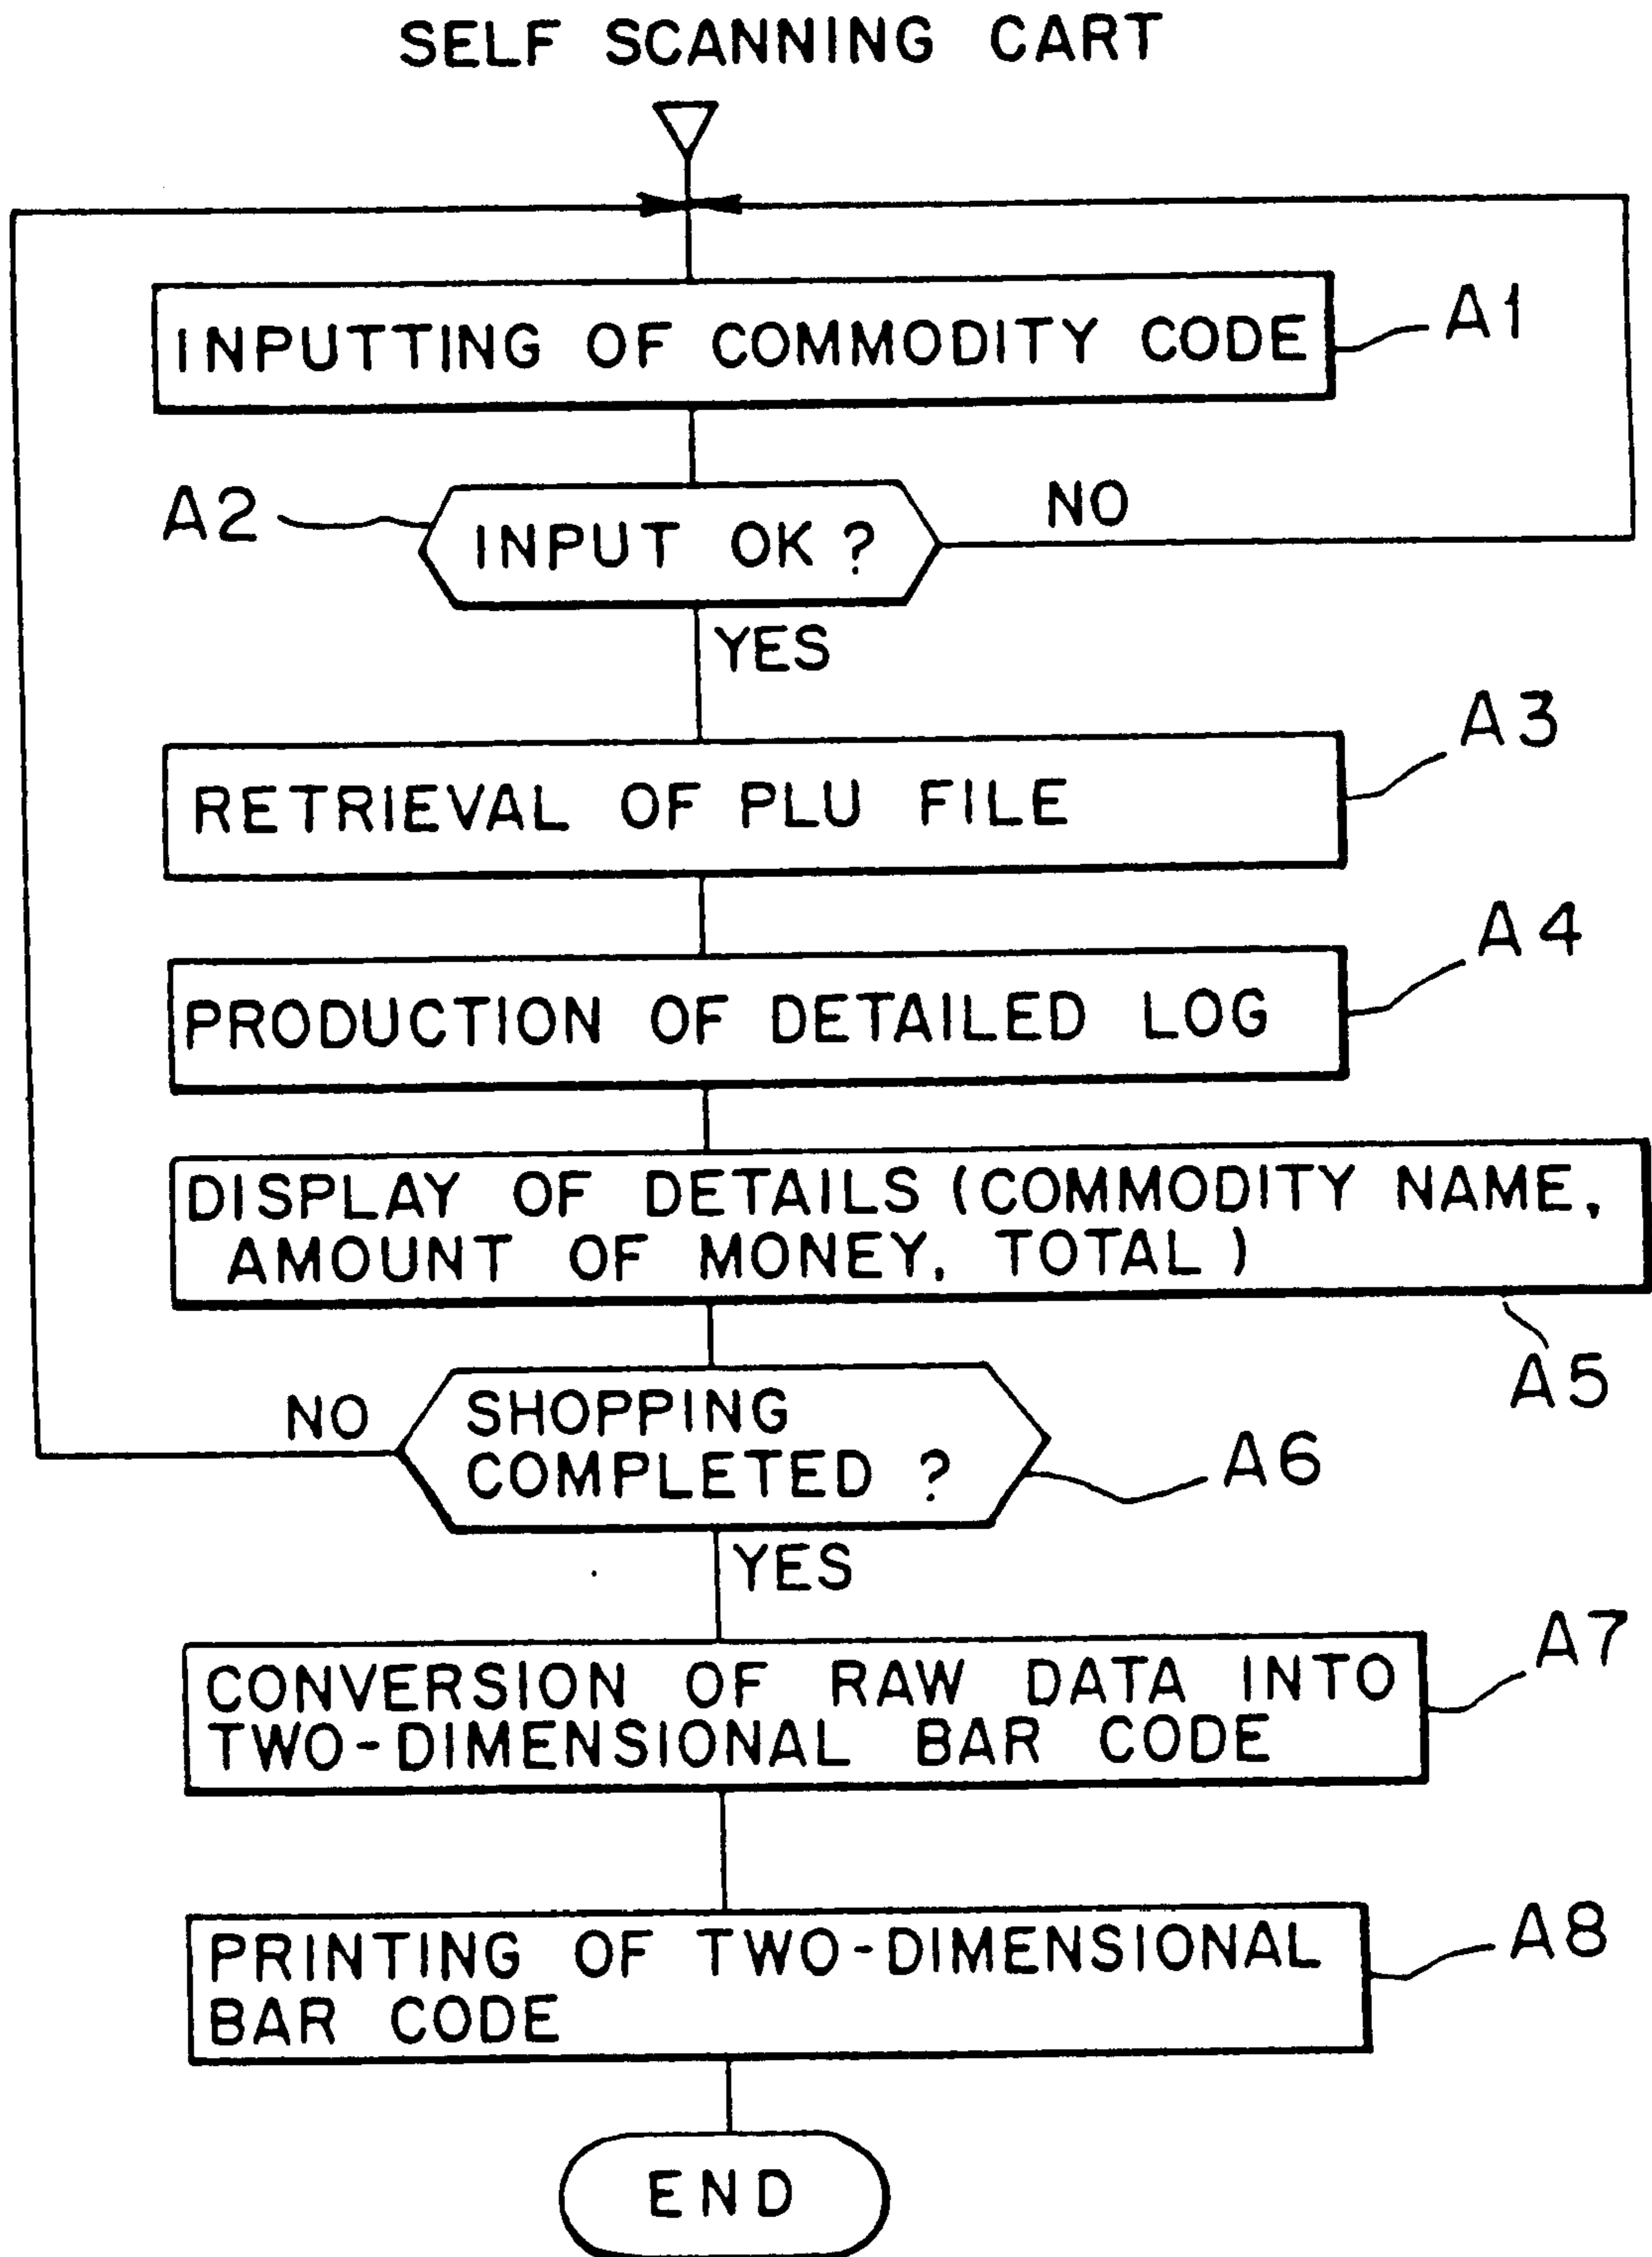 SELF SCANNING CART
INPUTTING OF COMMODITY CODE
A1
A2
INPUT OK?
NO
YES
A3
RETRIEVAL OF PLU FILE
A4
PRODUCTION OF DETAILED LOG
DISPLAY OF DETAILS (COMMODITY NAME,
AMOUNT OF MONEY, TOTAL)
A5
NO
SHOPPING
COMPLETED ?
A6
YES
A7
CONVERSION OF RAW DATA INTO
TWO-DIMENSIONAL BAR CODE
A8
PRINTING OF TWO-DIMENSIONAL
BAR CODE
END